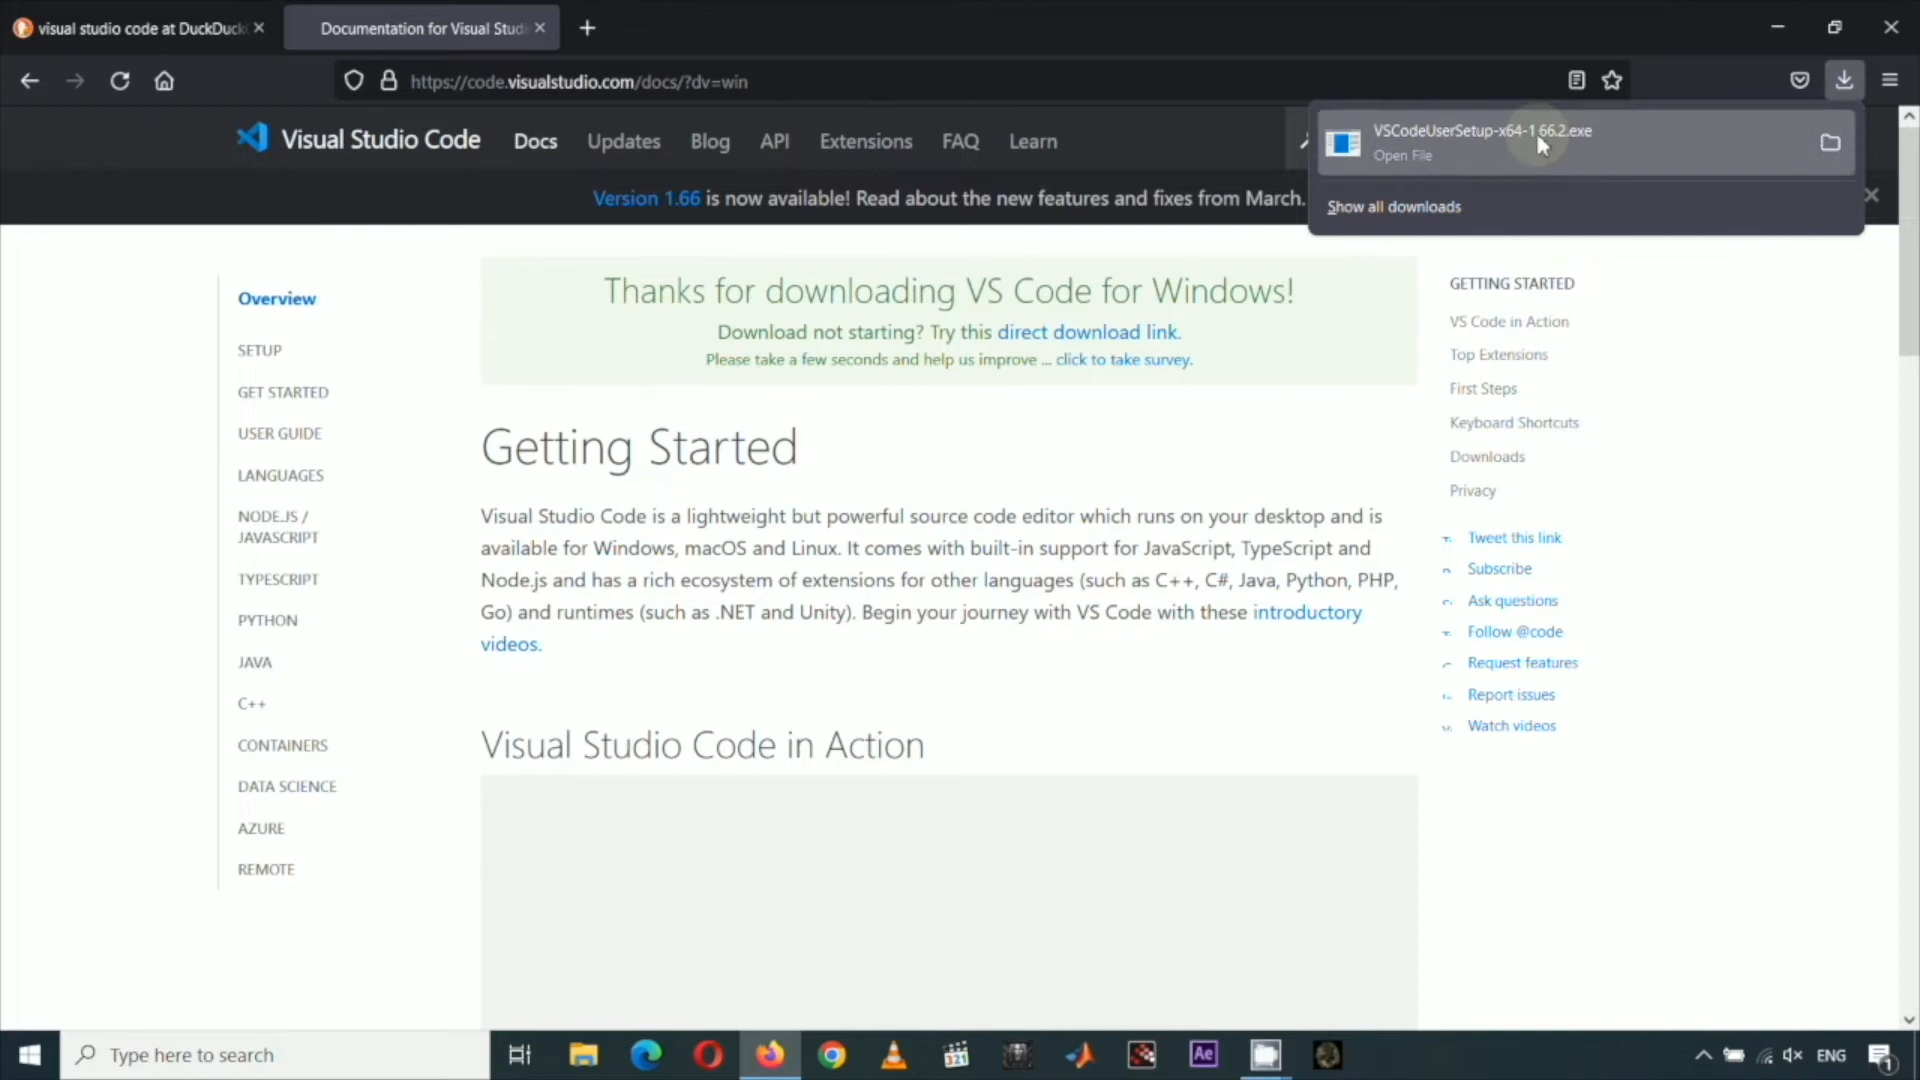 visual studio code at DuckDuck
Documentation for Visual Studi
https://code.visualstudio.com/docs/?dv=win
Visual Studio Code
Docs
Updates
Blog
API
Extensions
FAQ
Learn
VSCodeUserSetup-x64-1.66.2.exe
Open File
Show all downloads
Version 1.66 is now available! Read about the new features and fixes from March.
Overview
SETUP
GET STARTED
USER GUIDE
LANGUAGES
NODE.JS /
JAVASCRIPT
TYPESCRIPT
PYTHON
JAVA
C++
CONTAINERS
DATA SCIENCE
AZURE
REMOTE
Thanks for downloading VS Code for Windows!
Download not starting? Try this direct download link.
Please take a few seconds and help us improve ... click to take survey.
Getting Started
Visual Studio Code is a lightweight but powerful source code editor which runs on your desktop and is
available for Windows, macOS and Linux. It comes with built-in support for JavaScript, TypeScript and
Node.js and has a rich ecosystem of extensions for other languages (such as C++, C#, Java, Python, PHP,
Go) and runtimes (such as .NET and Unity). Begin your journey with VS Code with these introductory
videos.
Visual Studio Code in Action
GETTING STARTED
VS Code in Action
Top Extensions
First Steps
Keyboard Shortcuts
Downloads
Privacy
Tweet this link
Subscribe
Ask questions
Follow @code
Request features
Report issues
Watch videos
Type here to search
321
Ae
ENG
1